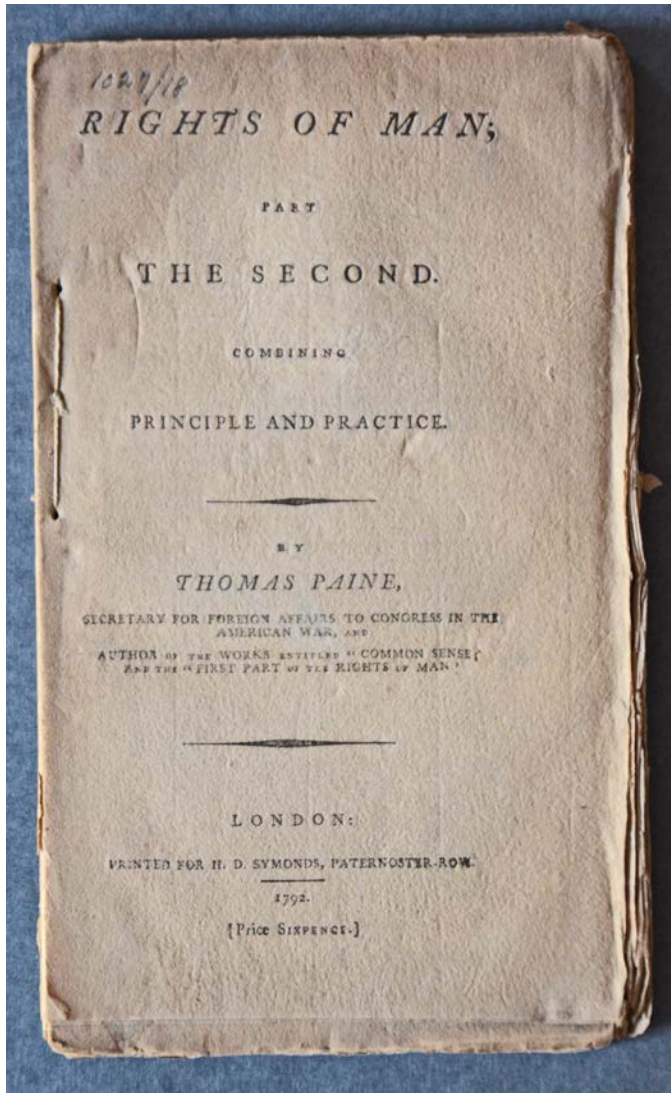 1027/18
RIGHTS OF MAN;
PART
THE SECOND.
COMBINING
PRINCIPLE AND PRACTICE.
BY
THOMAS PAINE,
SECRETARY FOR FOREIGN AFFAIRS TO CONGRESS IN THE
AMERICAN WAR, AND
AUTHOR OF THE WORKS ENTITLED "COMMON SENSE;"
AND THE "FIRST PART OF THE RIGHTS OF MAN"
LONDON:
PRINTED FOR H. D. SYMONDS, PATERNOSTER-ROW.
1792.
[Price SIXPENCE.]